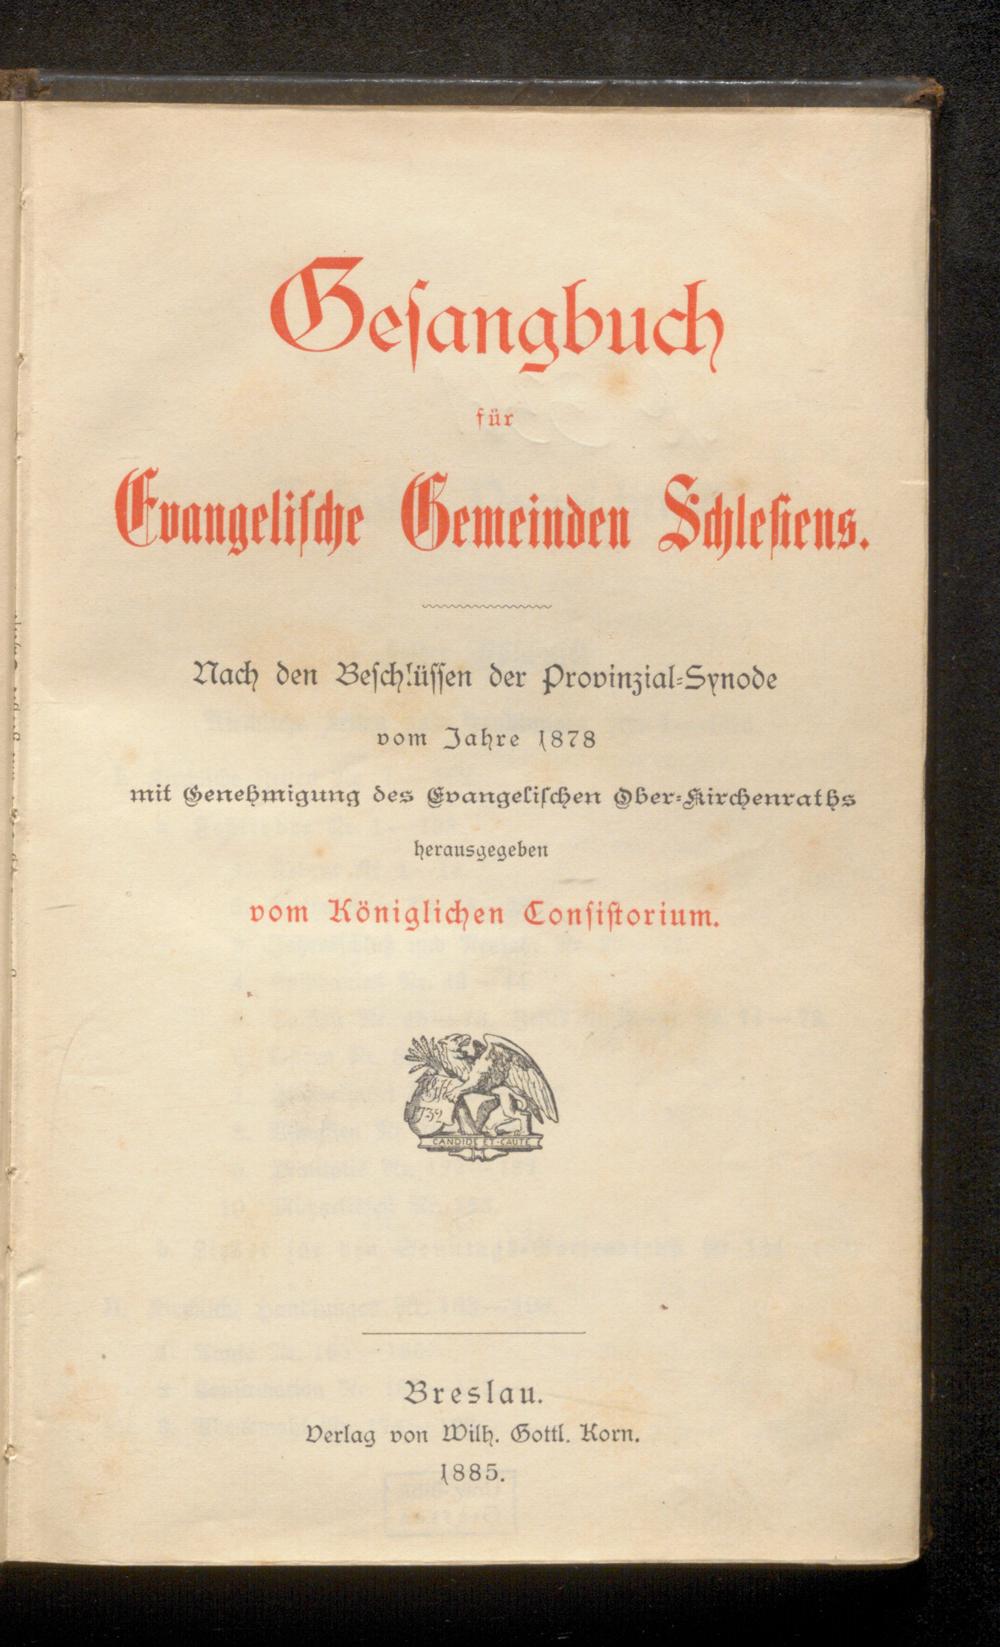 Gesangbuch
für
Evangelische Gemeinden Schlesiens.
Nach den Beschlüssen der Provinzial-Synode
vom Jahre 1878
mit Genehmigung des Evangelischen Ober-Kirchenraths
herausgegeben
vom Königlichen Consistorium.
1732
CANDIDE ET CAUTE
Breslau.
Verlag von Wilh. Gottl. Korn.
1885.